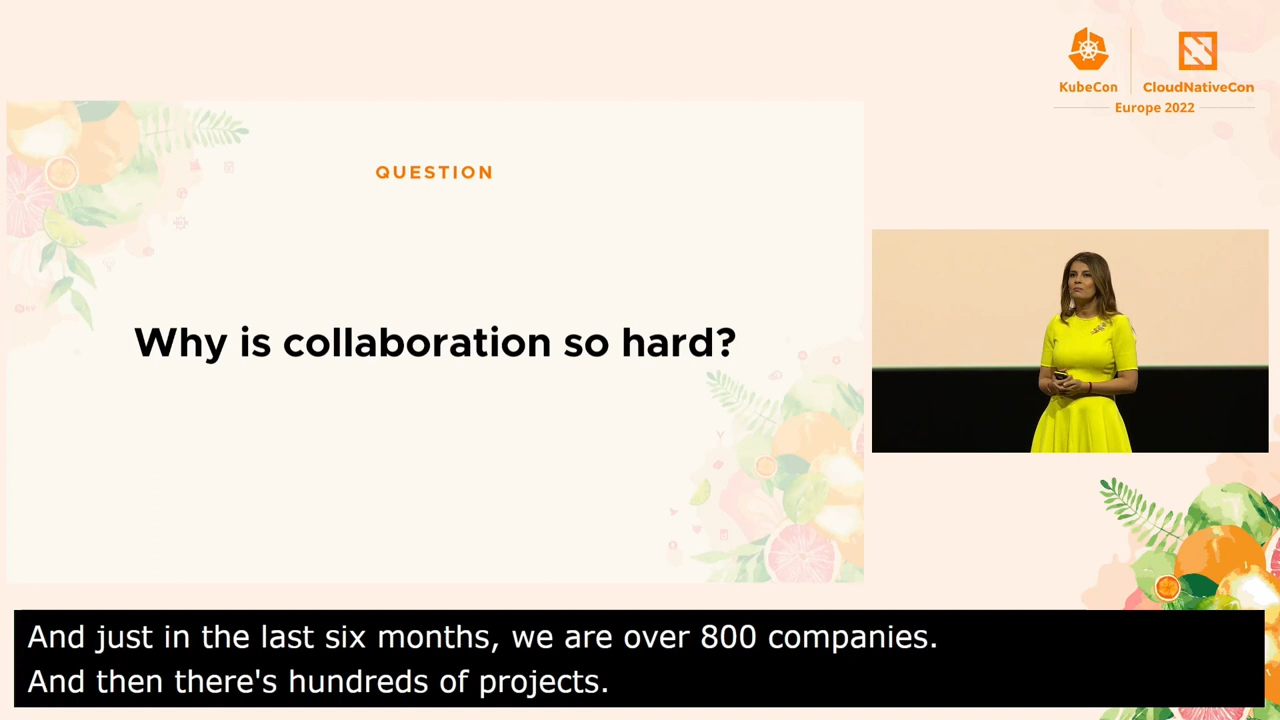 KubeCon
CloudNativeCon
Europe 2022
QUESTION
Why is collaboration so hard?
And just in the last six months, we are over 800 companies.
And then there's hundreds of projects.